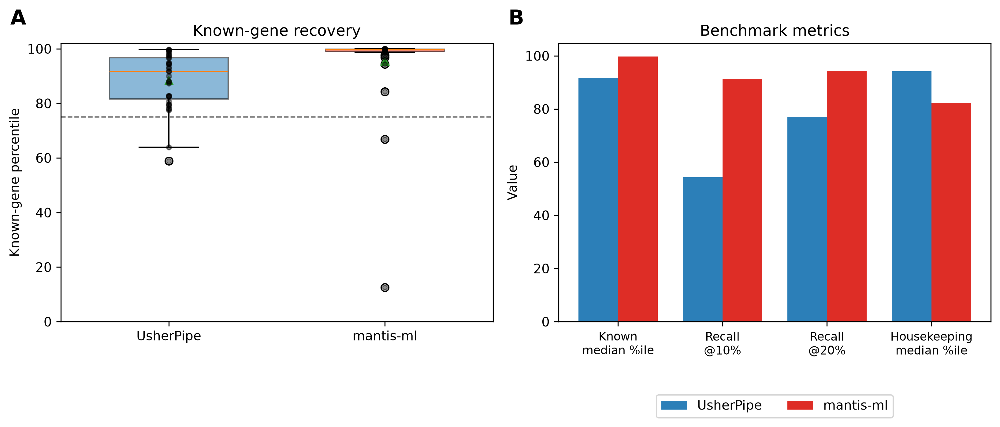 A
Known-gene recovery
Known-gene percentile
100
80
60
40
20
0
UsherPipe
mantis-ml
B
Benchmark metrics
Value
100
80
60
40
20
0
Known
median %ile
Recall
@10%
Recall
@20%
Housekeeping
median %ile
UsherPipe
mantis-ml